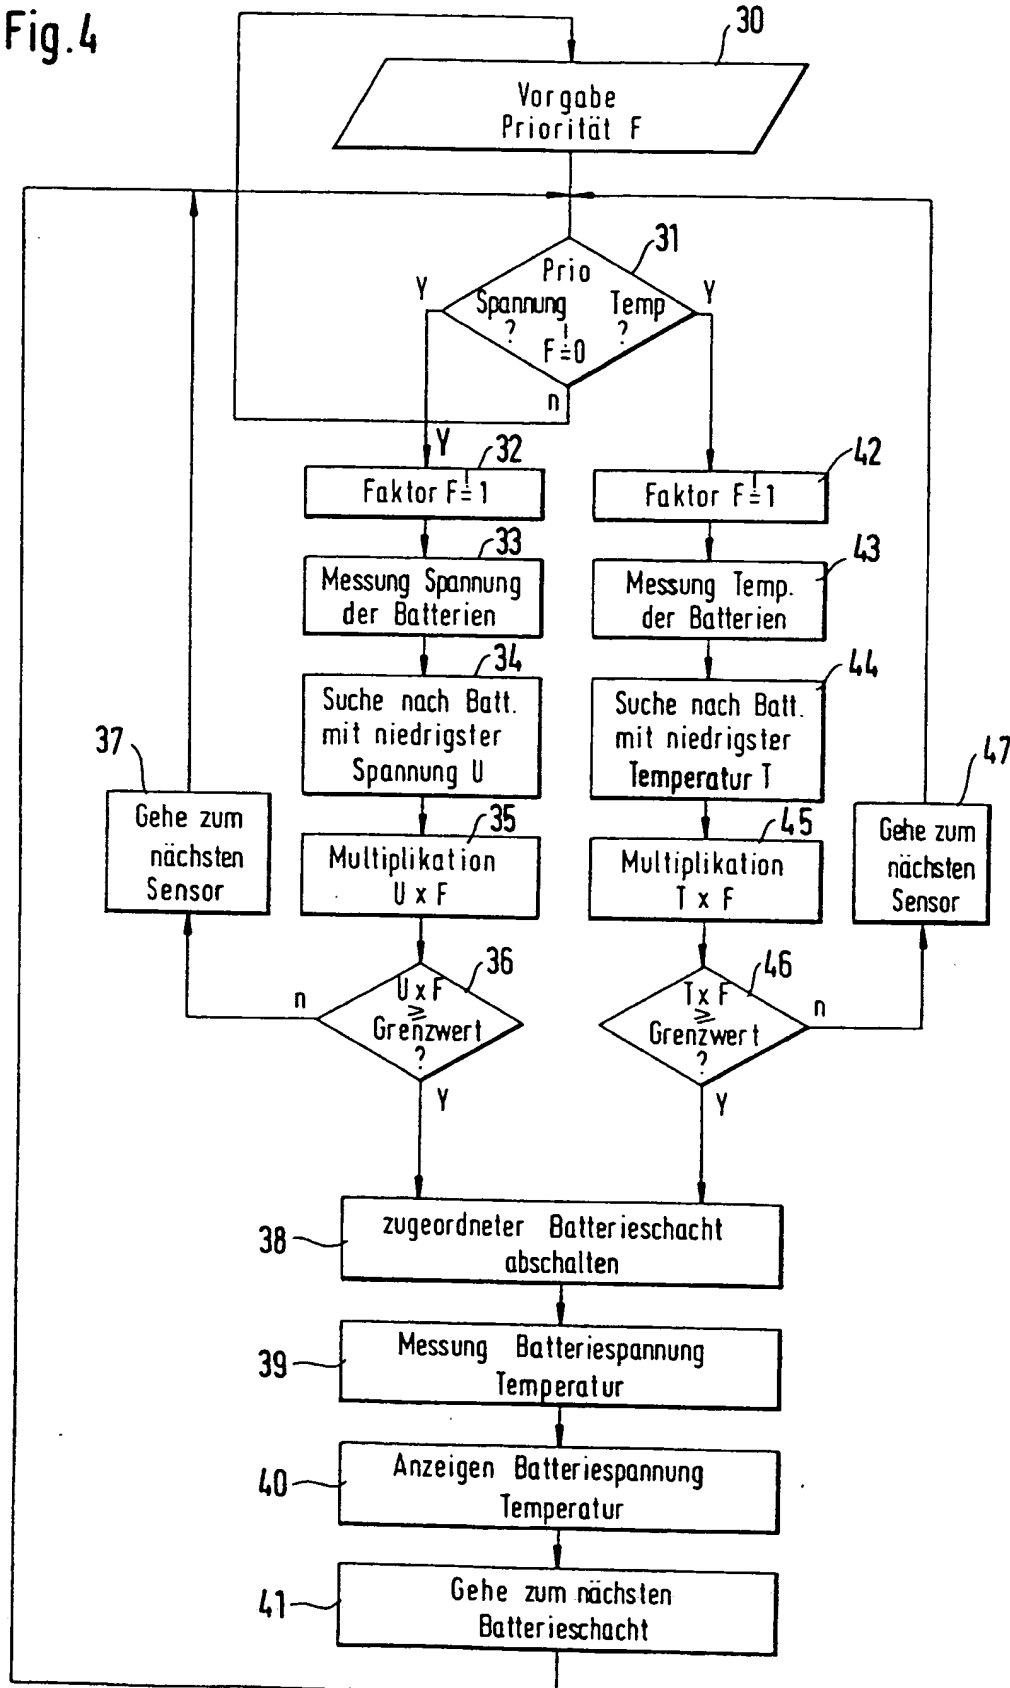 Fig.4
30
Vorgabe
Priorität F
31
Prio
Y
Spannung
Temp
Y
?
?
F!=0
n
Y
32
Faktor F!=1
42
Faktor F!=1
33
Messung Spannung
der Batterien
43
Messung Temp.
der Batterien
34
Suche nach Batt.
mit niedrigster
Spannung U
44
Suche nach Batt.
mit niedrigster
Temperatur T
37
Gehe zum
nächsten
Sensor
47
Gehe zum
nächsten
Sensor
35
Multiplikation
U x F
45
Multiplikation
T x F
36
n
U x F
≥
Grenzwert
?
Y
46
T x F
≥
Grenzwert
?
n
Y
38
zugeordneter Batterieschacht
abschalten
39
Messung Batteriespannung
Temperatur
40
Anzeigen Batteriespannung
Temperatur
41
Gehe zum nächsten
Batterieschacht